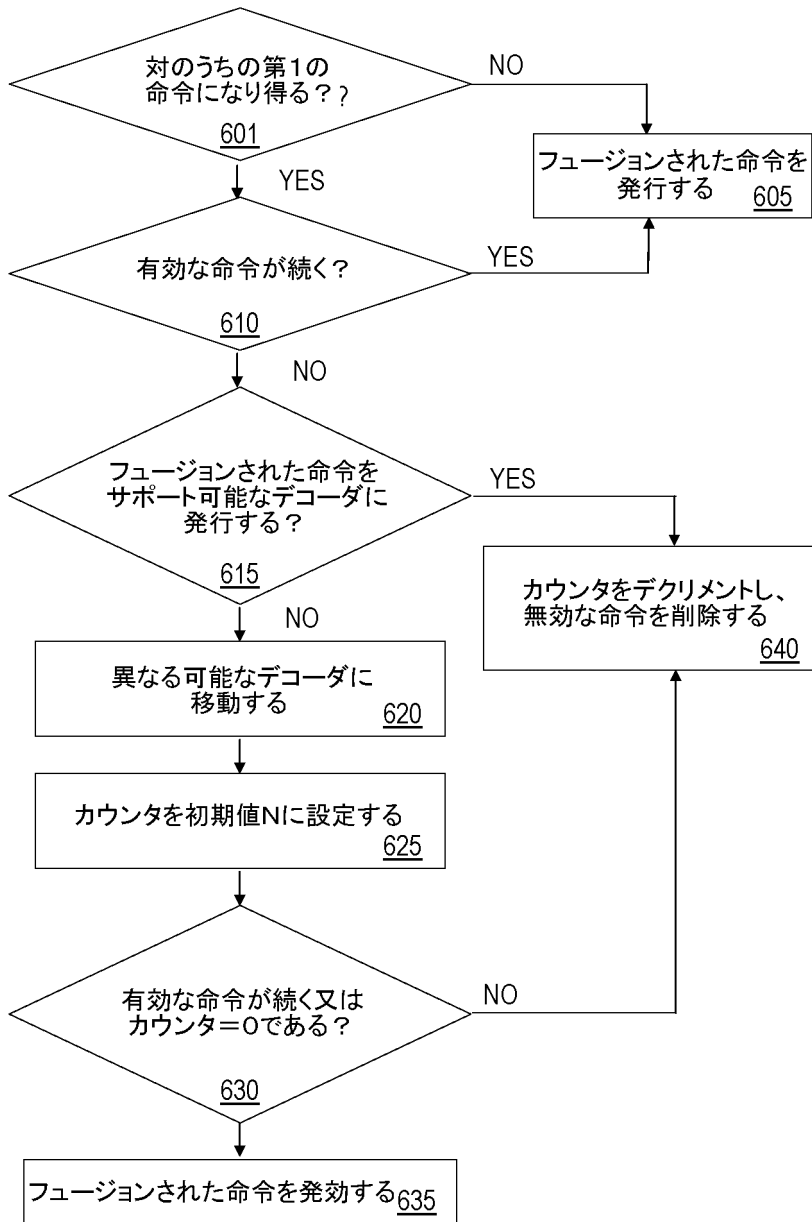 対のうちの第1の
命令になり得る？?
601
NO
フュージョンされた命令を
発行する 605
YES
有効な命令が続く？
610
YES
NO
フュージョンされた命令を
サポート可能なデコーダに
発行する？
615
YES
カウンタをデクリメントし、
無効な命令を削除する
640
NO
異なる可能なデコーダに
移動する 620
カウンタを初期値Nに設定する
625
有効な命令が続く又は
カウンタ＝0である？
630
NO
フュージョンされた命令を発効する 635